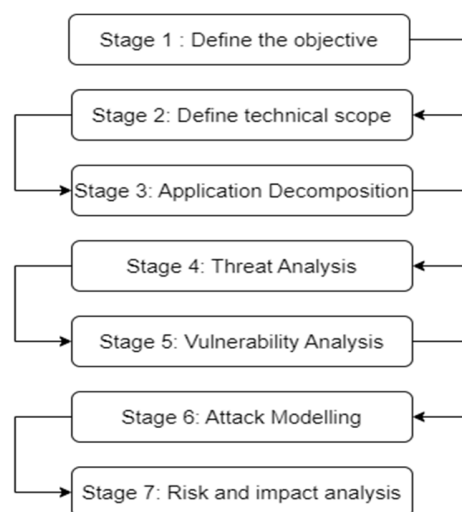 Stage 1 : Define the objective
Stage 2: Define technical scope
Stage 3: Application Decomposition
Stage 4: Threat Analysis
Stage 5: Vulnerability Analysis
Stage 6: Attack Modelling
Stage 7: Risk and impact analysis